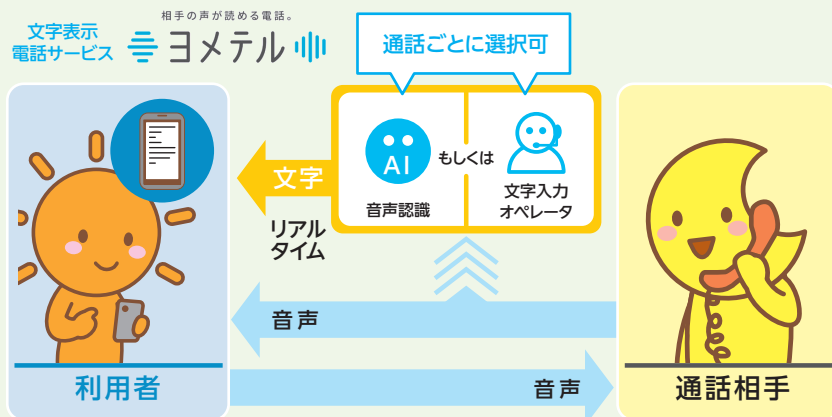 相手の声が読める電話。
文字表示
電話サービス
ヨメテル
通話ごとに選択可
AI
もしくは
音声認識
文字入力
オペレータ
文字
リアル
タイム
音声
音声
利用者
通話相手